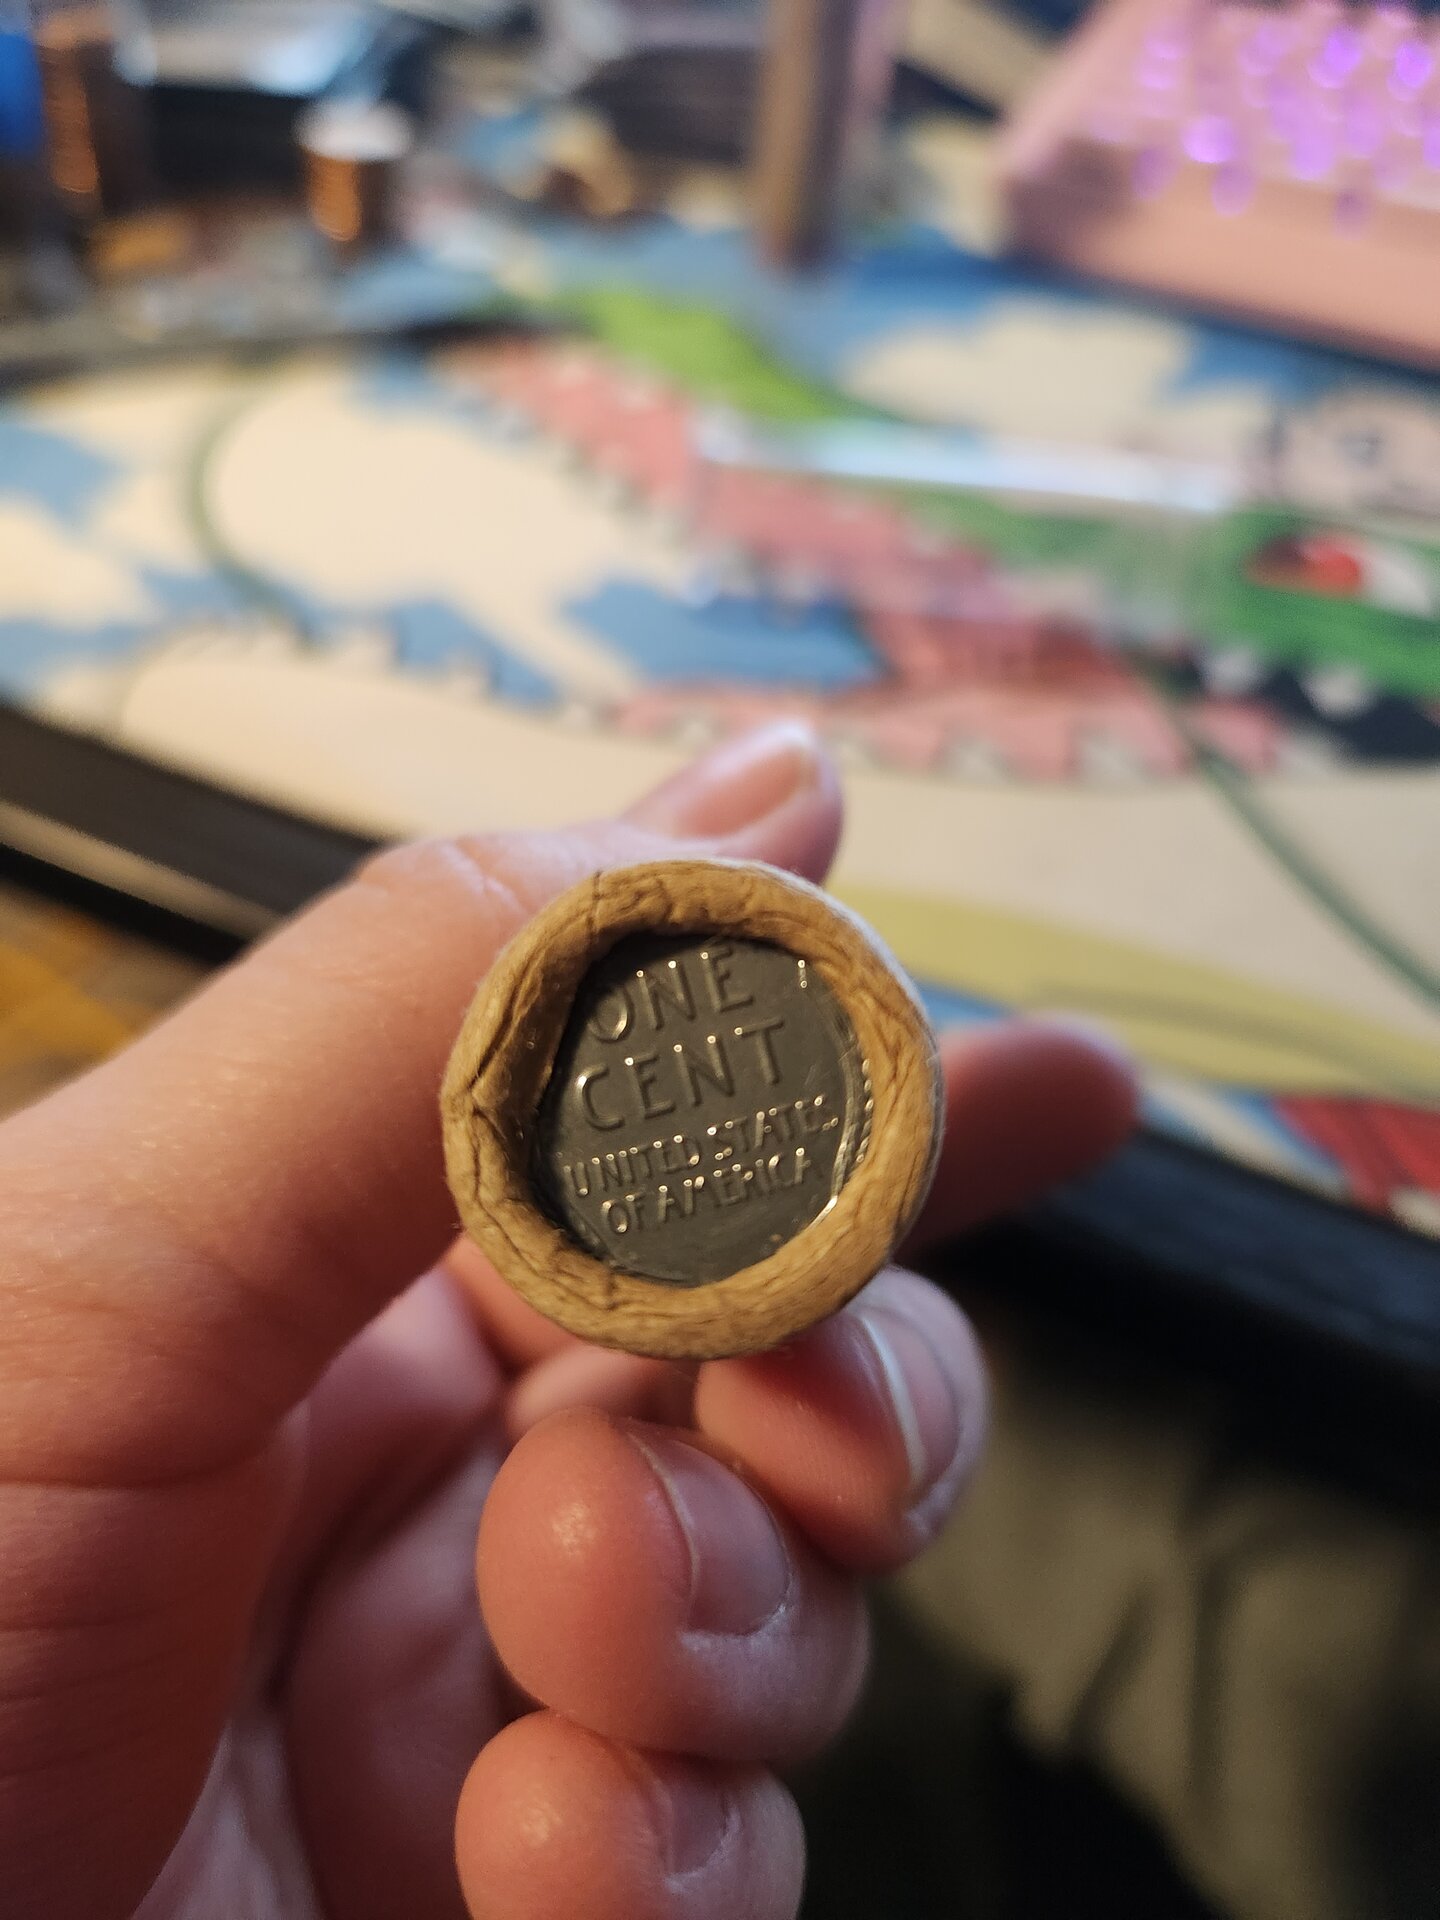 ONE
CENT
UNITED STATES
OF AMERICA